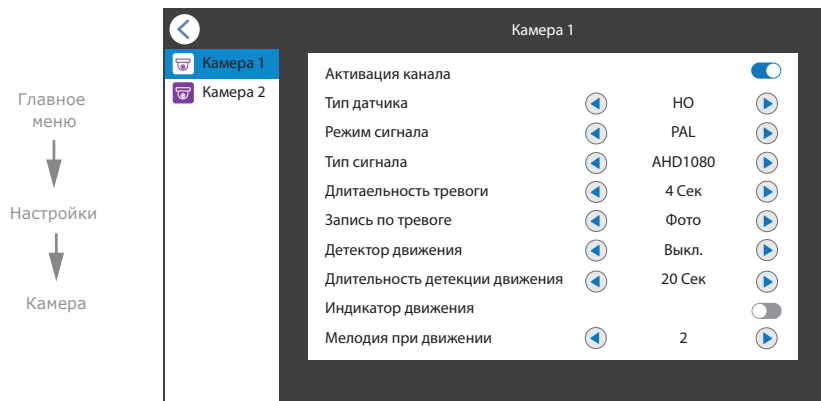 Главное
меню
Настройки
Камера
Камера 1
Камера 1
Камера 2
Активация канала
Тип датчика НО
Режим сигнала PAL
Тип сигнала AHD1080
Длитаельность тревоги 4 Сек
Запись по тревоге Фото
Детектор движения Выкл.
Длительность детекции движения 20 Сек
Индикатор движения
Мелодия при движении 2